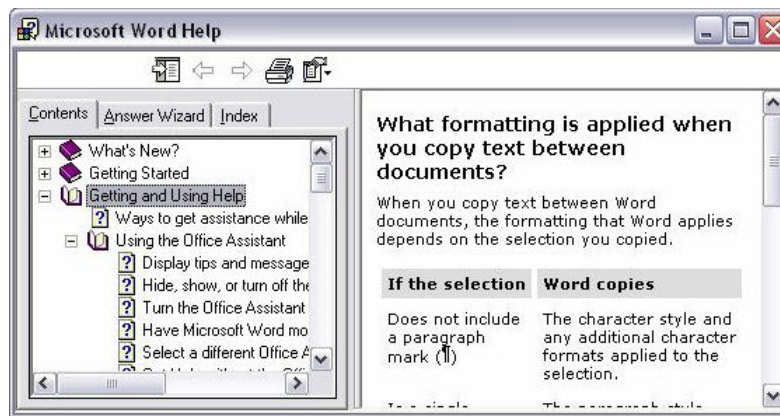 Microsoft Word Help
Contents Answer Wizard Index
What's New?
Getting Started
Getting and Using Help
Ways to get assistance while
Using the Office Assistant
Display tips and message
Hide, show, or turn off the
Turn the Office Assistant
Have Microsoft Word mo
Select a different Office A
What formatting is applied when
you copy text between
documents?
When you copy text between Word
documents, the formatting that Word applies
depends on the selection you copied.
If the selection Word copies
Does not include
a paragraph
mark (¶)
The character style and
any additional character
formats applied to the
selection.